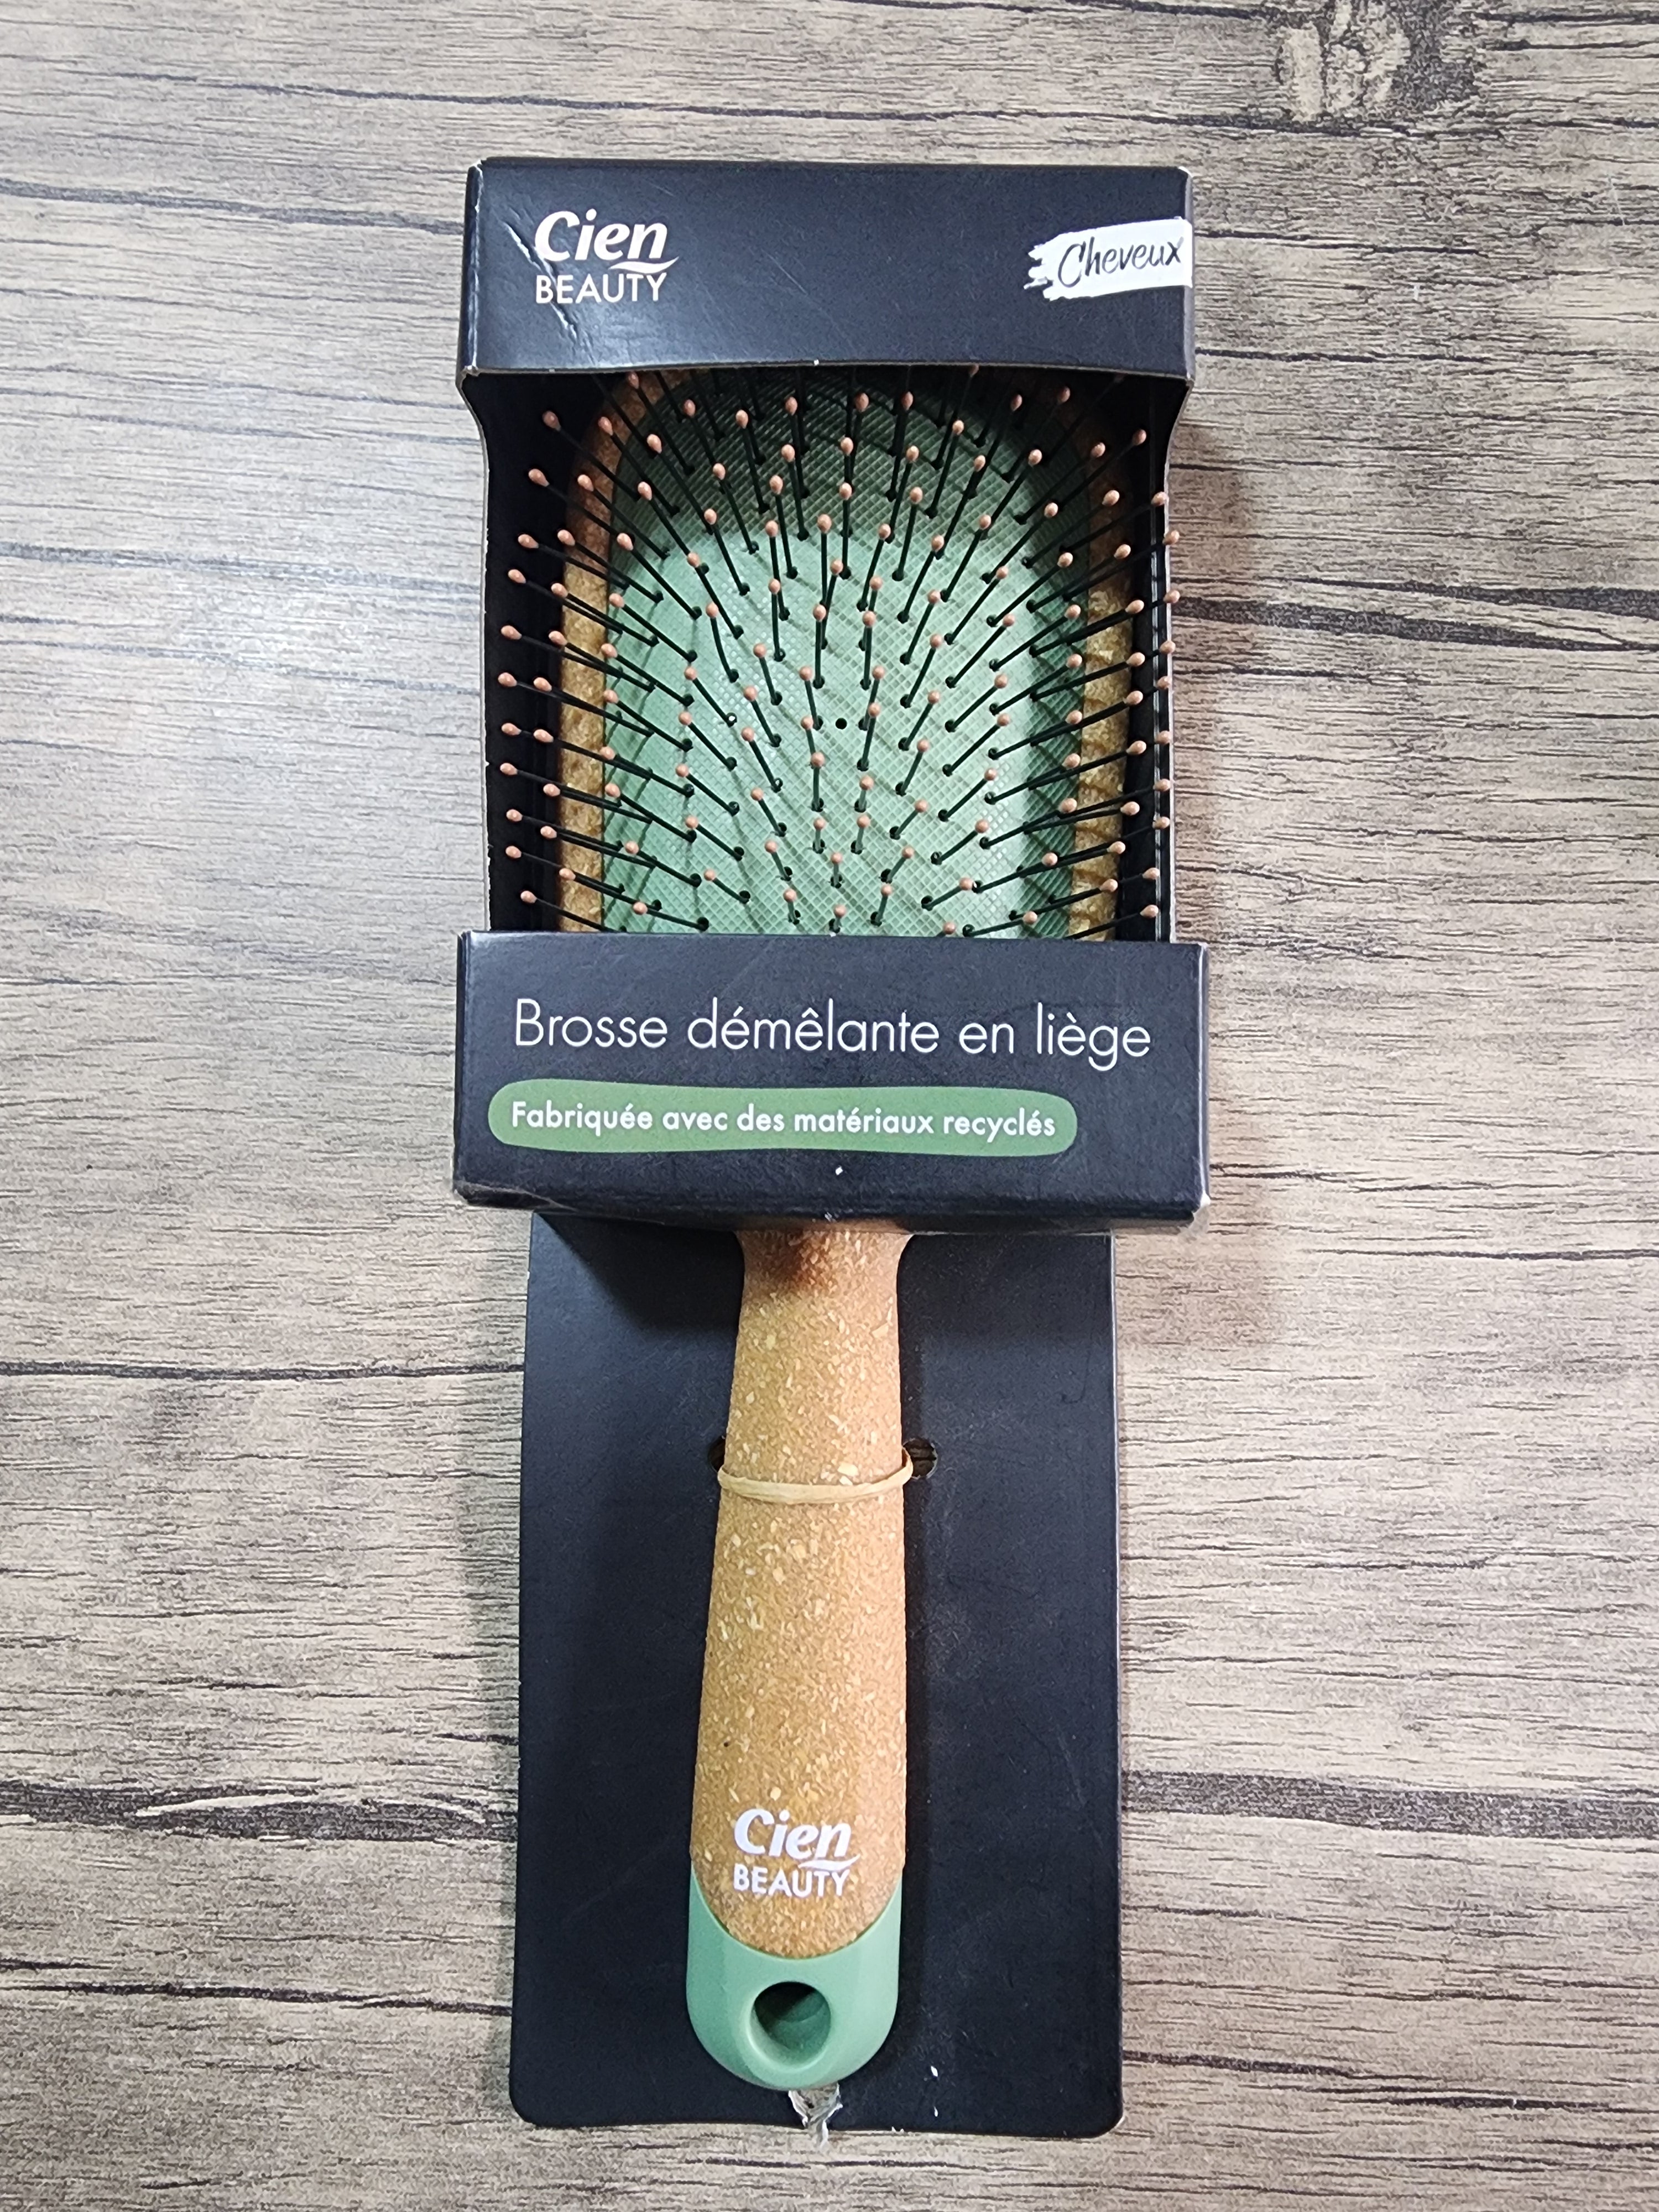 Cien
BEAUTY
Cheveux
Brosse démêlante en liège
Fabriquée avec des matériaux recyclés
Cien
BEAUTY